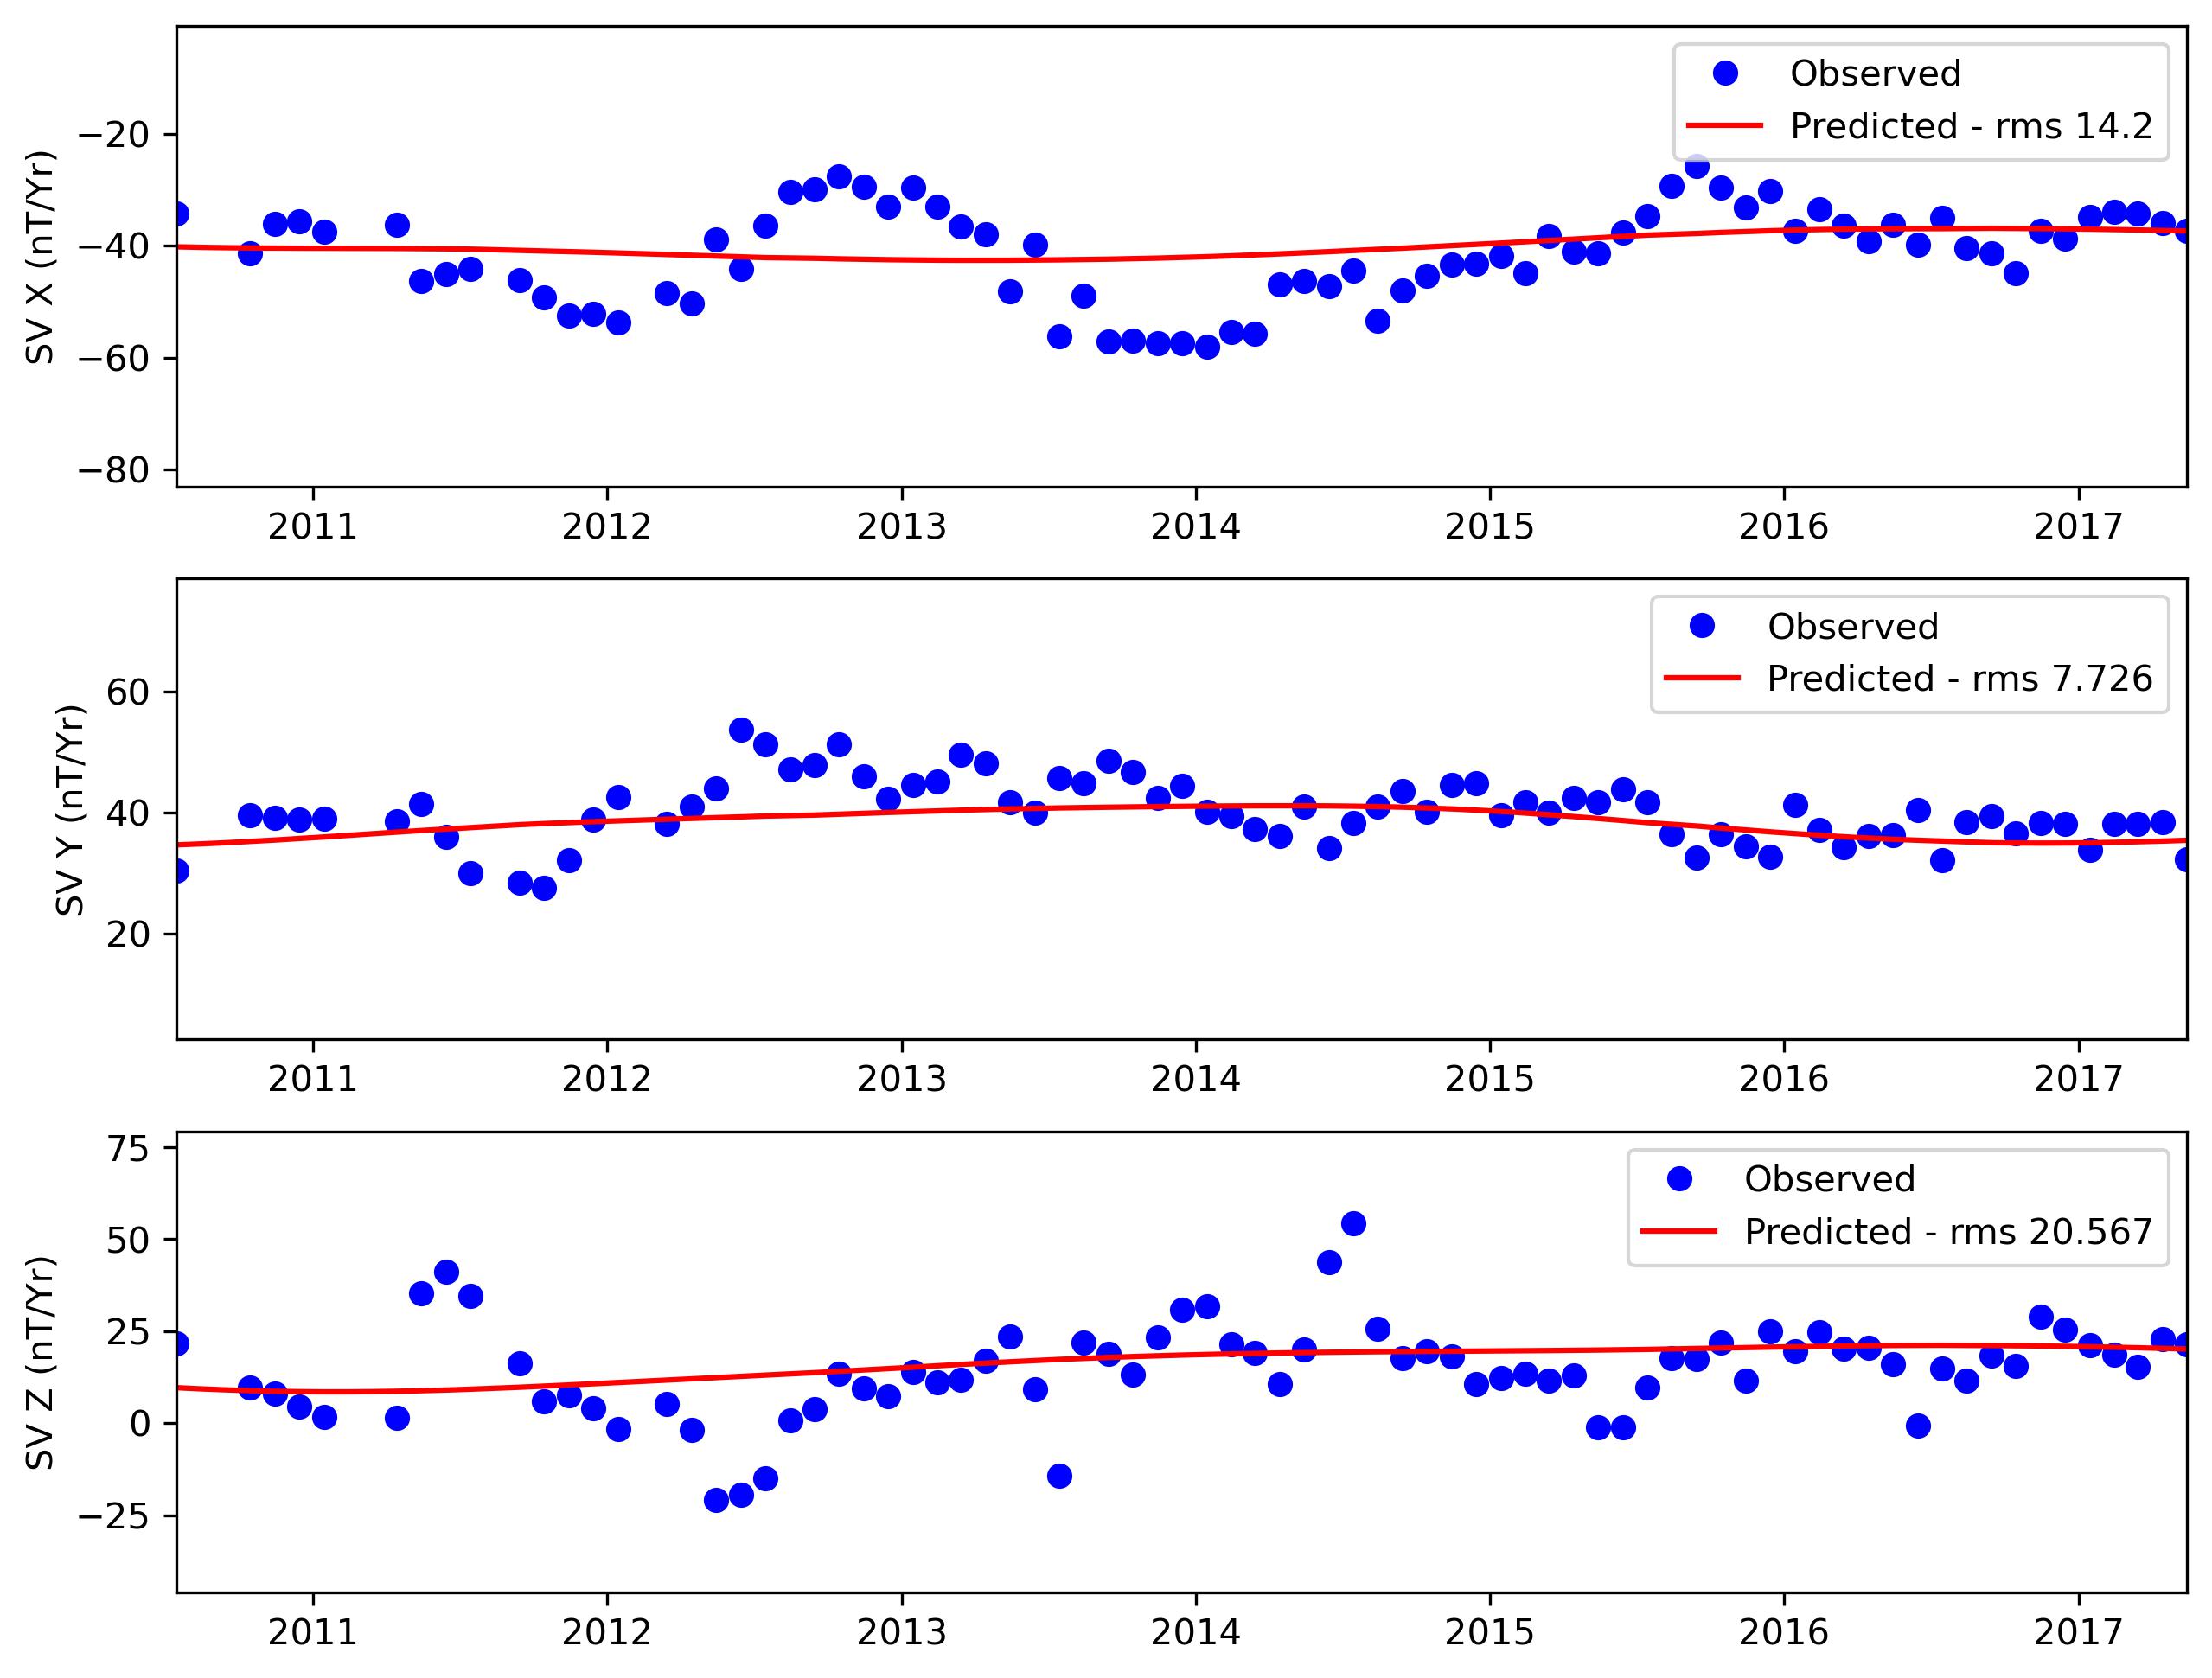 Observed
Predicted - rms 14.2
SV X (nT/Yr)
−20
−40
−60
−80
2011 2012 2013 2014 2015 2016 2017
Observed
Predicted - rms 7.726
SV Y (nT/Yr)
60
40
20
2011 2012 2013 2014 2015 2016 2017
Observed
Predicted - rms 20.567
SV Z (nT/Yr)
75
50
25
0
−25
2011 2012 2013 2014 2015 2016 2017